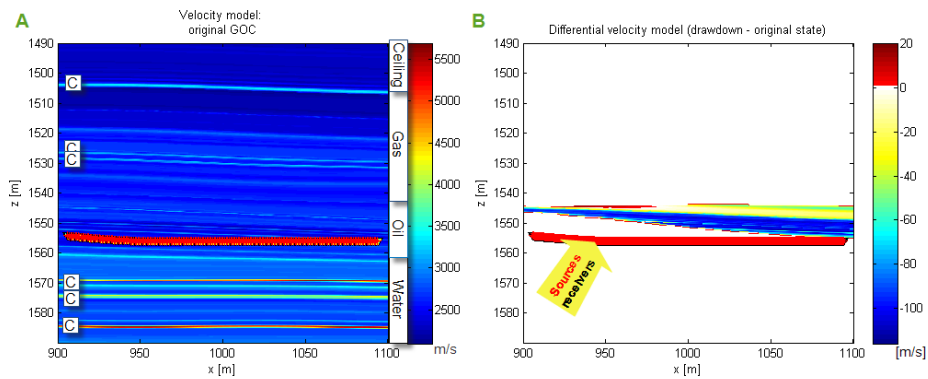 A
Velocity model:
original GOC
1490
1500
1510
1520
1530
1540
1550
1560
1570
1580
z [m]
900
950
1000
1050
1100
x [m]
C
C
C
C
C
C
Ceiling
Gas
Oil
Water
5500
5000
4500
4000
3500
3000
2500
m/s
B
Differential velocity model (drawdown - original state)
1490
1500
1510
1520
1530
1540
1550
1560
1570
1580
z [m]
900
950
1000
1050
1100
x [m]
Sources
receivers
20
0
-20
-40
-60
-80
-100
[m/s]